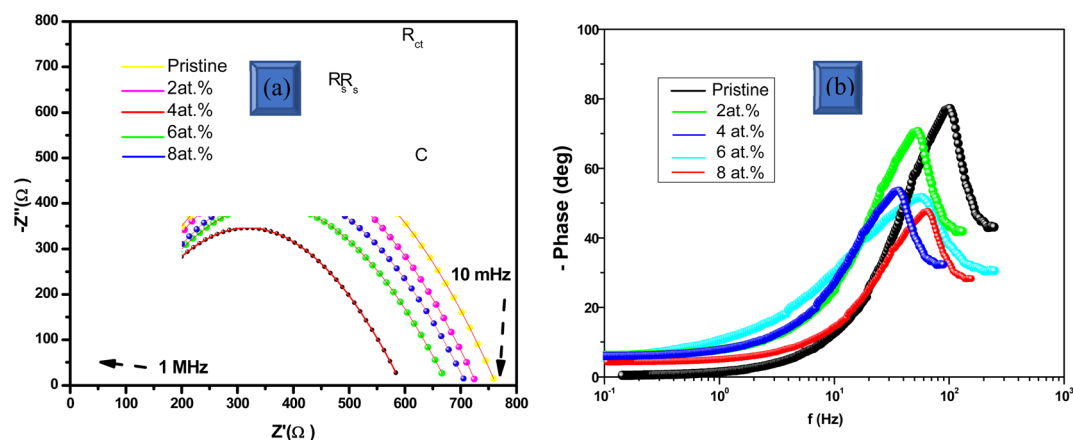 800
700
600
500
400
300
200
100
0
-Z"(Ω)
Pristine
2at.%
4at.%
6at.%
8at.%
(a)
Rct
RsRs
C
10 mHz
1 MHz
0 100 200 300 400 500 600 700 800
Z'(Ω)
100
80
60
40
20
0
- Phase (deg)
Pristine
2at.%
4 at.%
6 at.%
8 at.%
(b)
10-1 100 101 102 103
f (Hz)